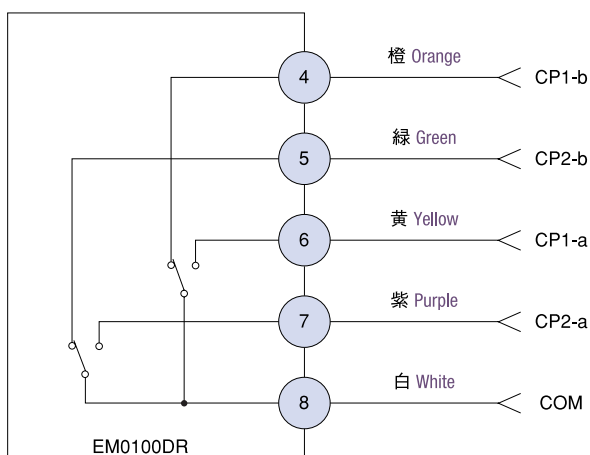 4 橙 Orange CP1-b
5 緑 Green CP2-b
6 黄 Yellow CP1-a
7 紫 Purple CP2-a
8 白 White COM
EM0100DR